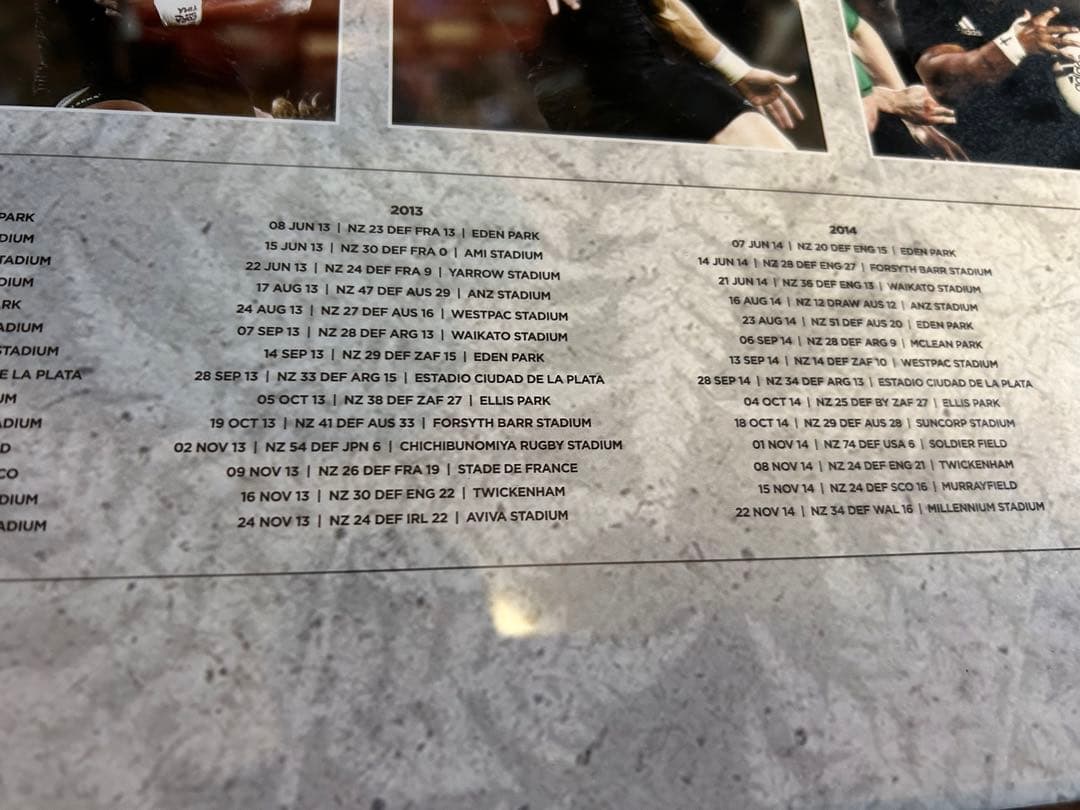 PARK
DIUM
TADIUM
DIUM
RK
ADIUM
STADIUM
E LA PLATA
UM
ADIUM
D
CO
DIUM
ADIUM
2013
08 JUN 13 | NZ 23 DEF FRA 13 | EDEN PARK
15 JUN 13 | NZ 30 DEF FRA 0 | AMI STADIUM
22 JUN 13 | NZ 24 DEF FRA 9 | YARROW STADIUM
17 AUG 13 | NZ 47 DEF AUS 29 | ANZ STADIUM
24 AUG 13 | NZ 27 DEF AUS 16 | WESTPAC STADIUM
07 SEP 13 | NZ 28 DEF ARG 13 | WAIKATO STADIUM
14 SEP 13 | NZ 29 DEF ZAF 15 | EDEN PARK
28 SEP 13 | NZ 33 DEF ARG 15 | ESTADIO CIUDAD DE LA PLATA
05 OCT 13 | NZ 38 DEF ZAF 27 | ELLIS PARK
19 OCT 13 | NZ 41 DEF AUS 33 | FORSYTH BARR STADIUM
02 NOV 13 | NZ 54 DEF JPN 6 | CHICHIBUNOMIYA RUGBY STADIUM
09 NOV 13 | NZ 26 DEF FRA 19 | STADE DE FRANCE
16 NOV 13 | NZ 30 DEF ENG 22 | TWICKENHAM
24 NOV 13 | NZ 24 DEF IRL 22 | AVIVA STADIUM
2014
07 JUN 14 | NZ 20 DEF ENG 15 | EDEN PARK
14 JUN 14 | NZ 28 DEF ENG 27 | FORSYTH BARR STADIUM
21 JUN 14 | NZ 36 DEF ENG 13 | WAIKATO STADIUM
16 AUG 14 | NZ 12 DRAW AUS 12 | ANZ STADIUM
23 AUG 14 | NZ 51 DEF AUS 20 | EDEN PARK
06 SEP 14 | NZ 28 DEF ARG 9 | MCLEAN PARK
13 SEP 14 | NZ 14 DEF ZAF 10 | WESTPAC STADIUM
28 SEP 14 | NZ 34 DEF ARG 13 | ESTADIO CIUDAD DE LA PLATA
04 OCT 14 | NZ 25 DEF BY ZAF 27 | ELLIS PARK
18 OCT 14 | NZ 29 DEF AUS 28 | SUNCORP STADIUM
01 NOV 14 | NZ 74 DEF USA 6 | SOLDIER FIELD
08 NOV 14 | NZ 24 DEF ENG 21 | TWICKENHAM
15 NOV 14 | NZ 24 DEF SCO 16 | MURRAYFIELD
22 NOV 14 | NZ 34 DEF WAL 16 | MILLENNIUM STADIUM